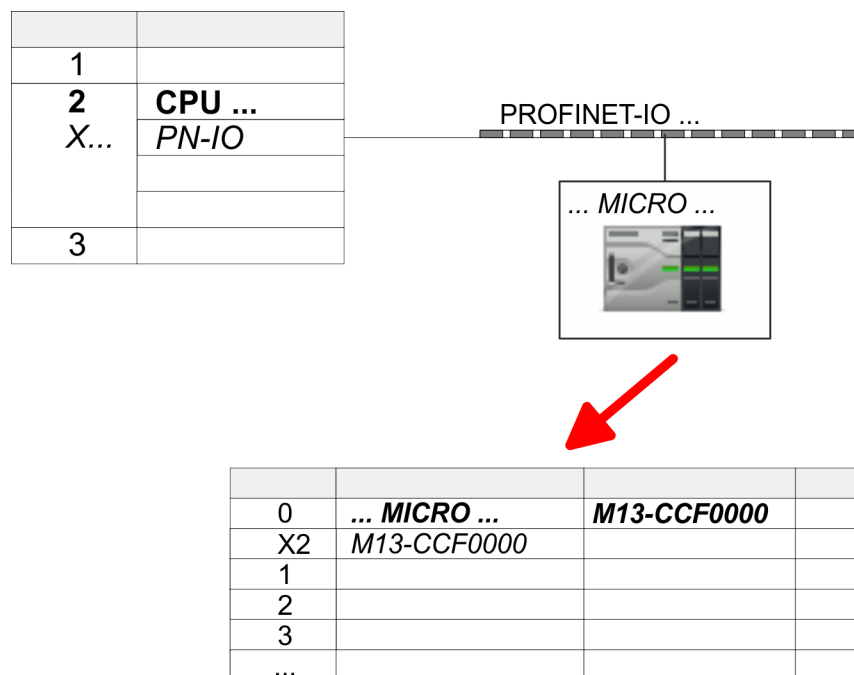 1
2 CPU ...
X... PN-IO
3
PROFINET-IO ...
... MICRO ...
0 ... MICRO ... M13-CCF0000
X2 M13-CCF0000
1
2
3
...